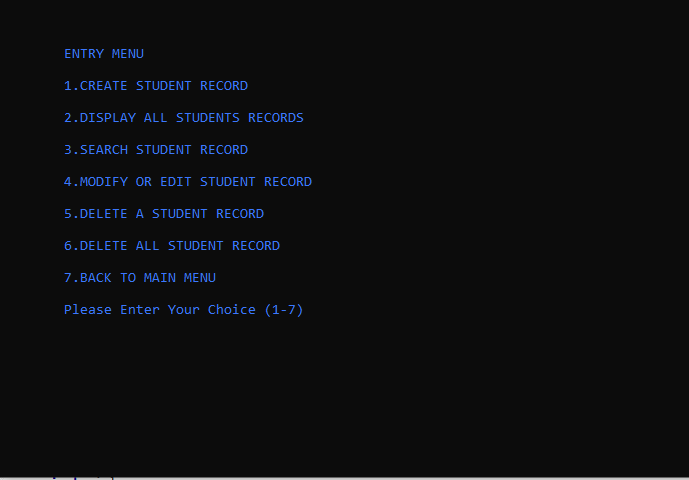 ENTRY MENU
1.CREATE STUDENT RECORD
2.DISPLAY ALL STUDENTS RECORDS
3.SEARCH STUDENT RECORD
4.MODIFY OR EDIT STUDENT RECORD
5.DELETE A STUDENT RECORD
6.DELETE ALL STUDENT RECORD
7.BACK TO MAIN MENU
Please Enter Your Choice (1-7)